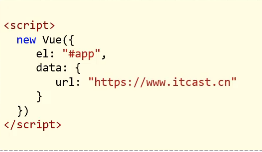 <script>
  new Vue({
     el: "#app",
     data: {
        url: "https://www.itcast.cn"
     }
  })
</script>